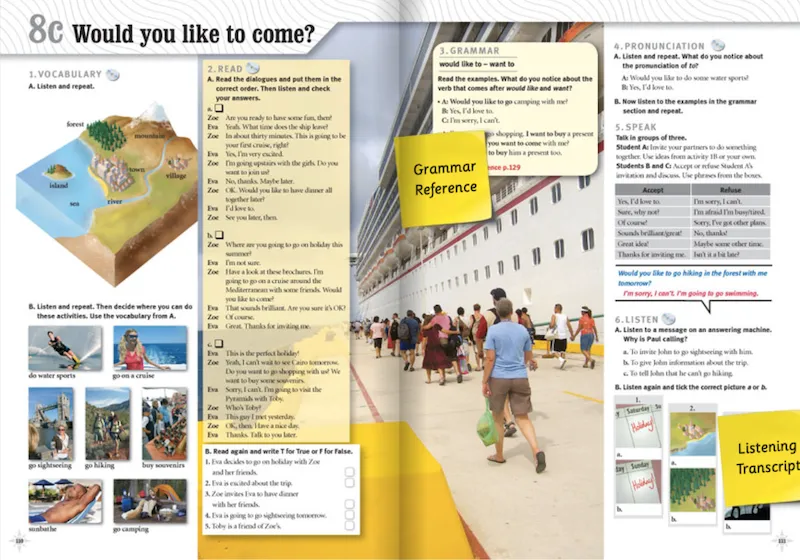 8c Would you like to come?
1. VOCABULARY
A. Listen and repeat.
forest
mountain
island
town
village
river
sea
B. Listen and repeat. Then decide where you can do
these activities. Use the vocabulary from A.
do water sports
go on a cruise
go sightseeing
go hiking
buy souvenirs
sunbathe
go camping
2. READ
A. Read the dialogues and put them in the
correct order. Then listen and check
your answers.
a.
Zoe Are you ready to have some fun, then?
Eva Yeah. What time does the ship leave?
Zoe In about thirty minutes. This is going to be
your first cruise, right?
Eva Yes, I'm very excited.
Zoe I'm going upstairs with the girls. Do you
want to join us?
Eva No, thanks. Maybe later.
Zoe OK. Would you like to have dinner all
together later?
Eva I'd love to.
Zoe See you later, then.
b.
Zoe Where are you going to go on holiday this
summer?
Eva I'm not sure.
Zoe Have a look at these brochures. I'm
going to go on a cruise around the
Mediterranean with some friends. Would
you like to come?
Eva That sounds brilliant. Are you sure it's OK?
Zoe Of course.
Eva Great. Thanks for inviting me.
c.
Eva This is the perfect holiday!
Zoe Yeah, I can't wait to see Cairo tomorrow.
Do you want to go shopping with us? We
want to buy some souvenirs.
Eva Sorry, I can't. I'm going to visit the
Pyramids with Toby.
Zoe Who's Toby?
Eva This guy I met yesterday.
Zoe OK, then. Have a nice day.
Eva Thanks. Talk to you later.
B. Read again and write T for True or F for False.
1. Eva decides to go on holiday with Zoe
and her friends.
2. Eva is excited about the trip.
3. Zoe invites Eva to have dinner
with her friends.
4. Eva is going to go sightseeing tomorrow.
5. Toby is a friend of Zoe's.
3. GRAMMAR
would like to – want to
Read the examples. What do you notice about the
verb that comes after would like and want?
• A: Would you like to go camping with me?
B: Yes, I'd love to.
C: I'm sorry, I can't.
go shopping, I want to buy a present
you want to come with me?
to buy him a present too.
p.129
Grammar
Reference
4. PRONUNCIATION
A. Listen and repeat. What do you notice about
the pronunciation of to?
A: Would you like to do some water sports?
B: Yes, I'd love to.
B. Now listen to the examples in the grammar
section and repeat.
5. SPEAK
Talk in groups of three.
Student A: Invite your partners to do something
together. Use ideas from activity 1B or your own.
Students B and C: Accept or refuse Student A's
invitation and discuss. Use phrases from the boxes.
Accept Refuse
Yes, I'd love to. I'm sorry, I can't.
Sure, why not? I'm afraid I'm busy/tired.
Of course! Sorry, I've got other plans.
Sounds brilliant/great! No, thanks!
Great idea! Maybe some other time.
Thanks for inviting me. Isn't it a bit late?
Would you like to go hiking in the forest with me
tomorrow?
I'm sorry, I can't. I'm going to go swimming.
6. LISTEN
A. Listen to a message on an answering machine.
Why is Paul calling?
a. To invite John to go sightseeing with him.
b. To give John information about the trip.
c. To tell John that he can't go hiking.
B. Listen again and tick the correct picture a or b.
1.
2.
Saturday
Holiday
a.
a.
Sunday
Holiday
b.
b.
b.
Listening
Transcript